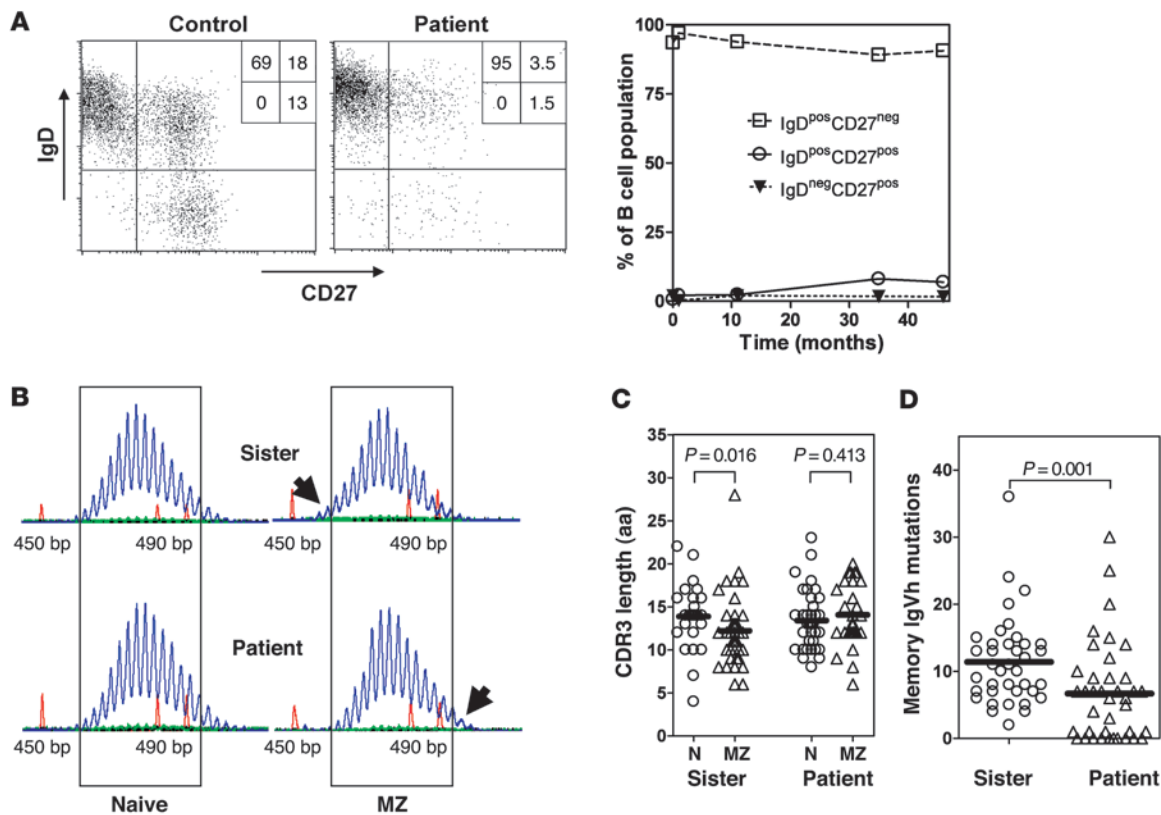 A
Control
Patient
69 18
0 13
95 3.5
0 1.5
IgD
CD27
100
75
50
25
0
% of B cell population
IgDposCD27neg
IgDposCD27pos
IgDnegCD27pos
0 10 20 30 40
Time (months)
B
Sister
450 bp 490 bp
450 bp 490 bp
Patient
450 bp 490 bp
450 bp 490 bp
Naive
MZ
C
35
30
25
20
15
10
5
0
CDR3 length (aa)
P = 0.016
P = 0.413
N MZ N MZ
Sister Patient
D
40
30
20
10
0
Memory IgVh mutations
P = 0.001
Sister Patient